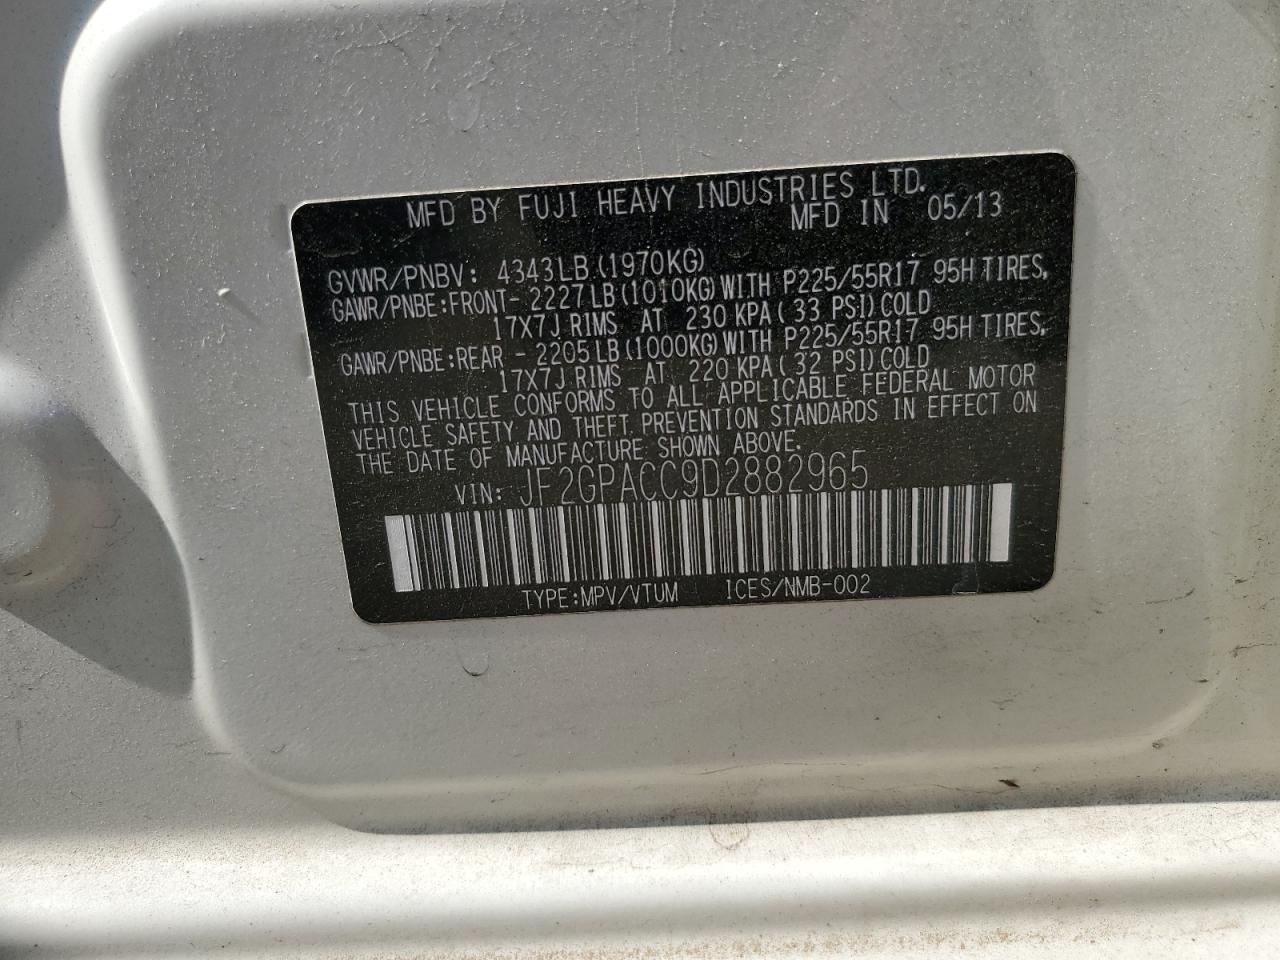 MFD BY FUJI HEAVY INDUSTRIES LTD.
MFD IN 05/13
GVWR/PNBV: 4343LB(1970KG)
GAWR/PNBE:FRONT- 2227LB(1010KG)WITH P225/55R17 95H TIRES,
17X7J RIMS AT 230 KPA( 33 PSI)COLD
GAWR/PNBE:REAR - 2205LB(1000KG)WITH P225/55R17 95H TIRES,
17X7J RIMS AT 220 KPA( 32 PSI)COLD
THIS VEHICLE CONFORMS TO ALL APPLICABLE FEDERAL MOTOR
VEHICLE SAFETY AND THEFT PREVENTION STANDARDS IN EFFECT ON
THE DATE OF MANUFACTURE SHOWN ABOVE.
VIN: JF2GPACC9D2882965
TYPE:MPV/VTUM ICES/NMB-002